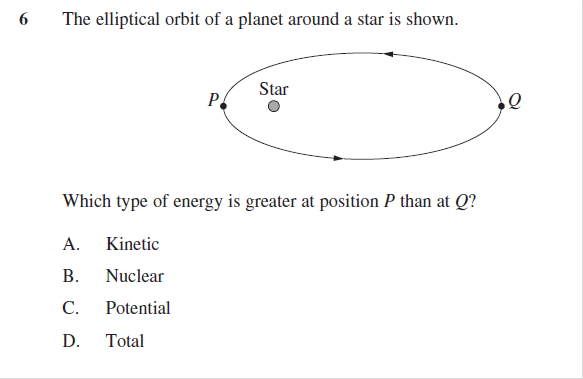 6 The elliptical orbit of a planet around a star is shown.
Star
P
Q
Which type of energy is greater at position P than at Q?
A. Kinetic
B. Nuclear
C. Potential
D. Total